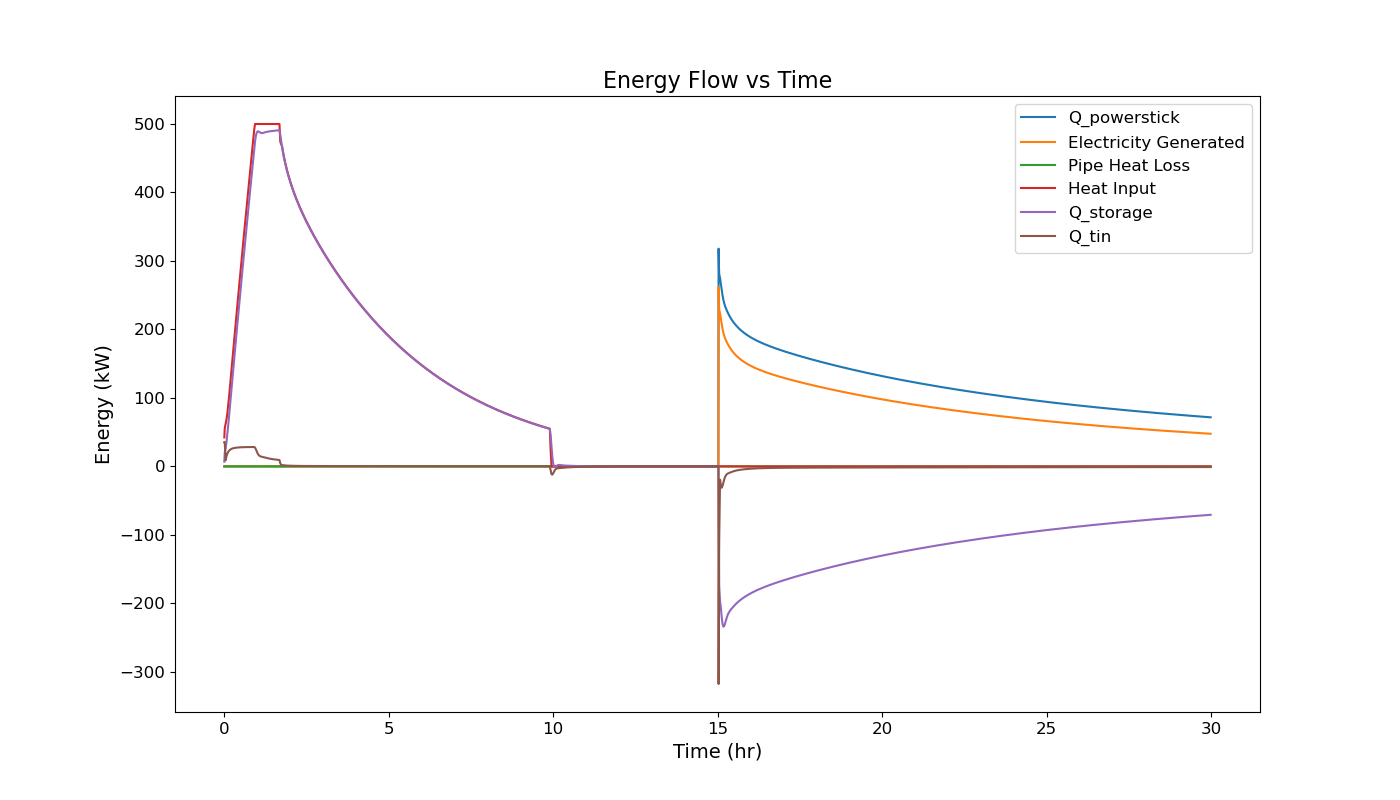 Energy Flow vs Time
Energy (kW)
500
400
300
200
100
0
−100
−200
−300
Q_powerstick
Electricity Generated
Pipe Heat Loss
Heat Input
Q_storage
Q_tin
0 5 10 15 20 25 30
Time (hr)